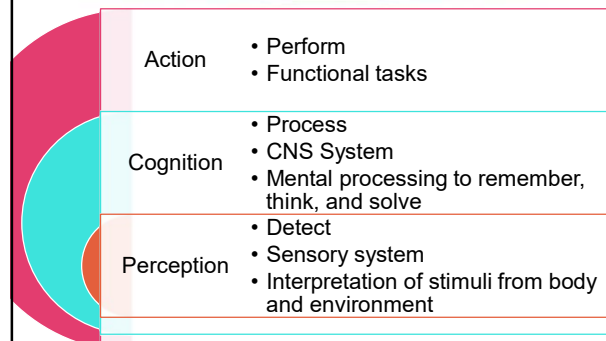 Action
• Perform
• Functional tasks
Cognition
• Process
• CNS System
• Mental processing to remember,
think, and solve
Perception
• Detect
• Sensory system
• Interpretation of stimuli from body
and environment